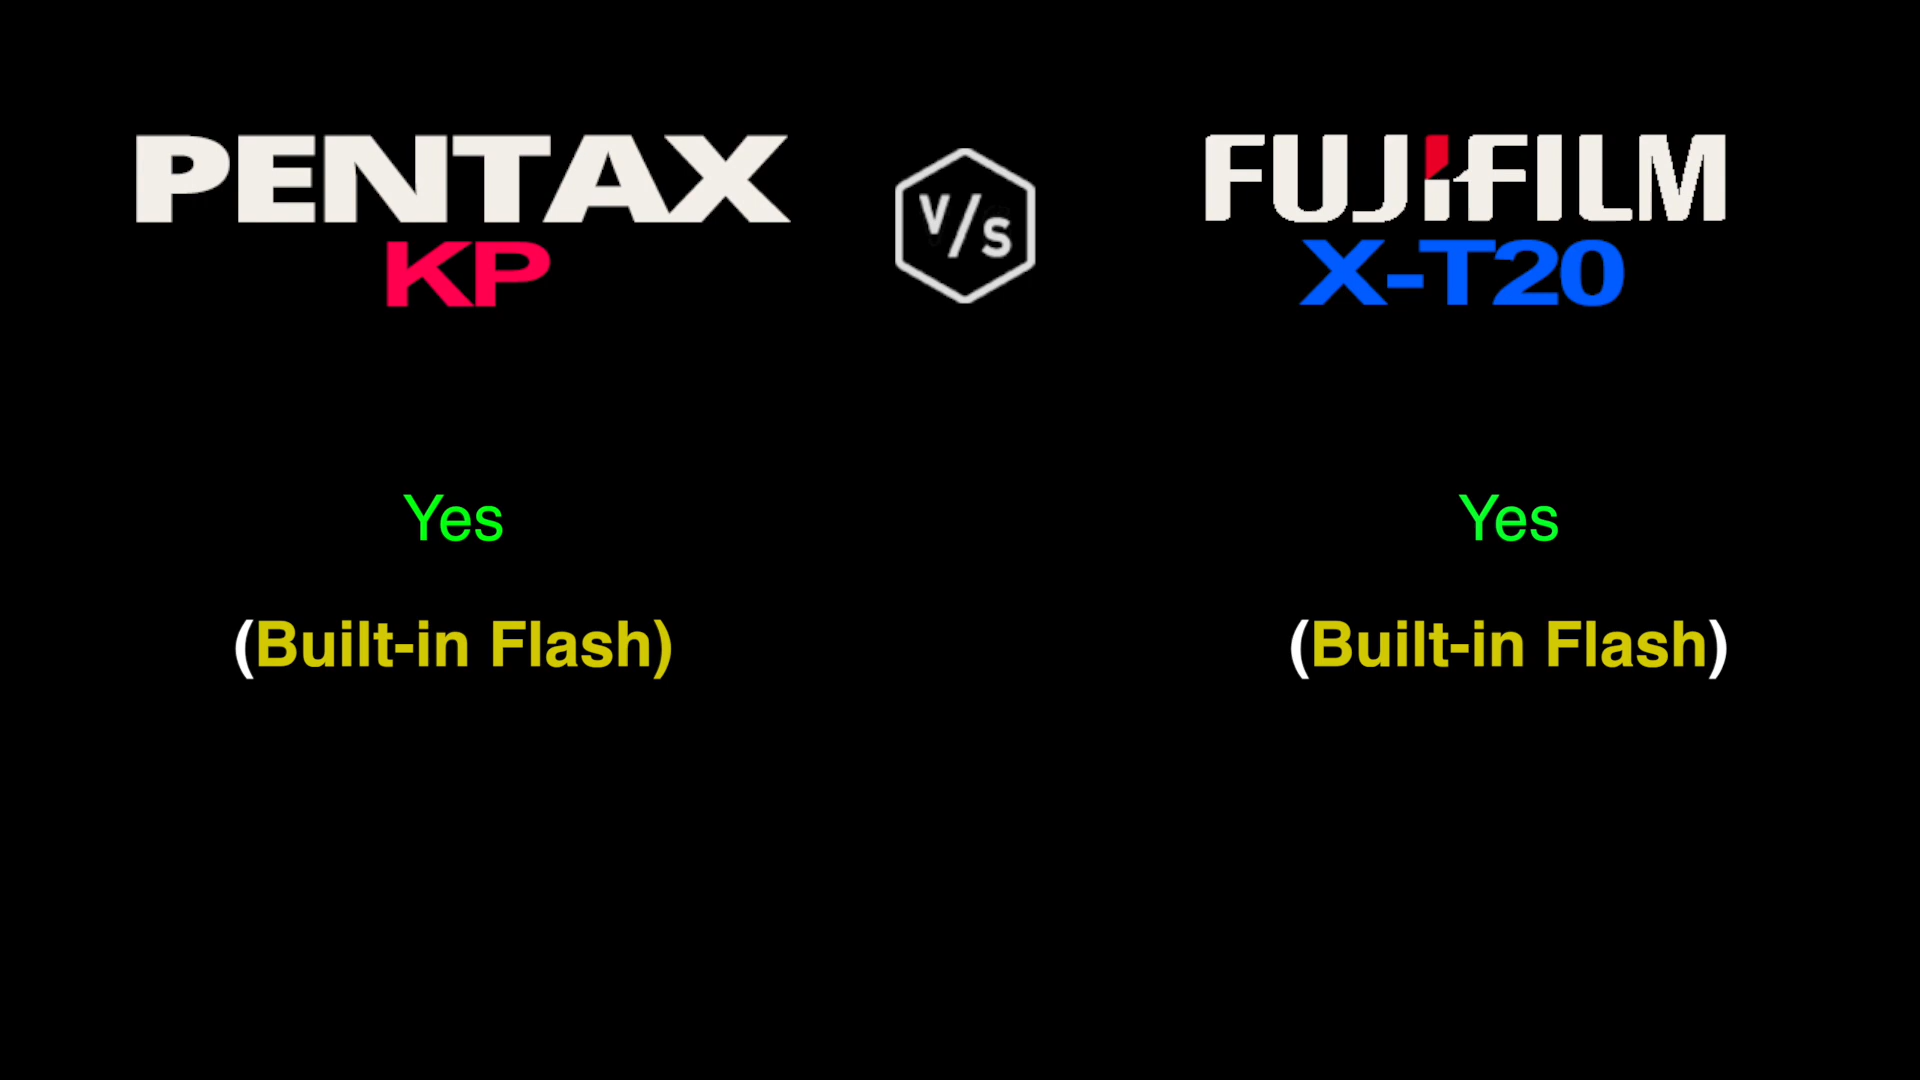 PENTAX
KP
V/S
FUJIFILM
X-T20
Yes
(Built-in Flash)
Yes
(Built-in Flash)